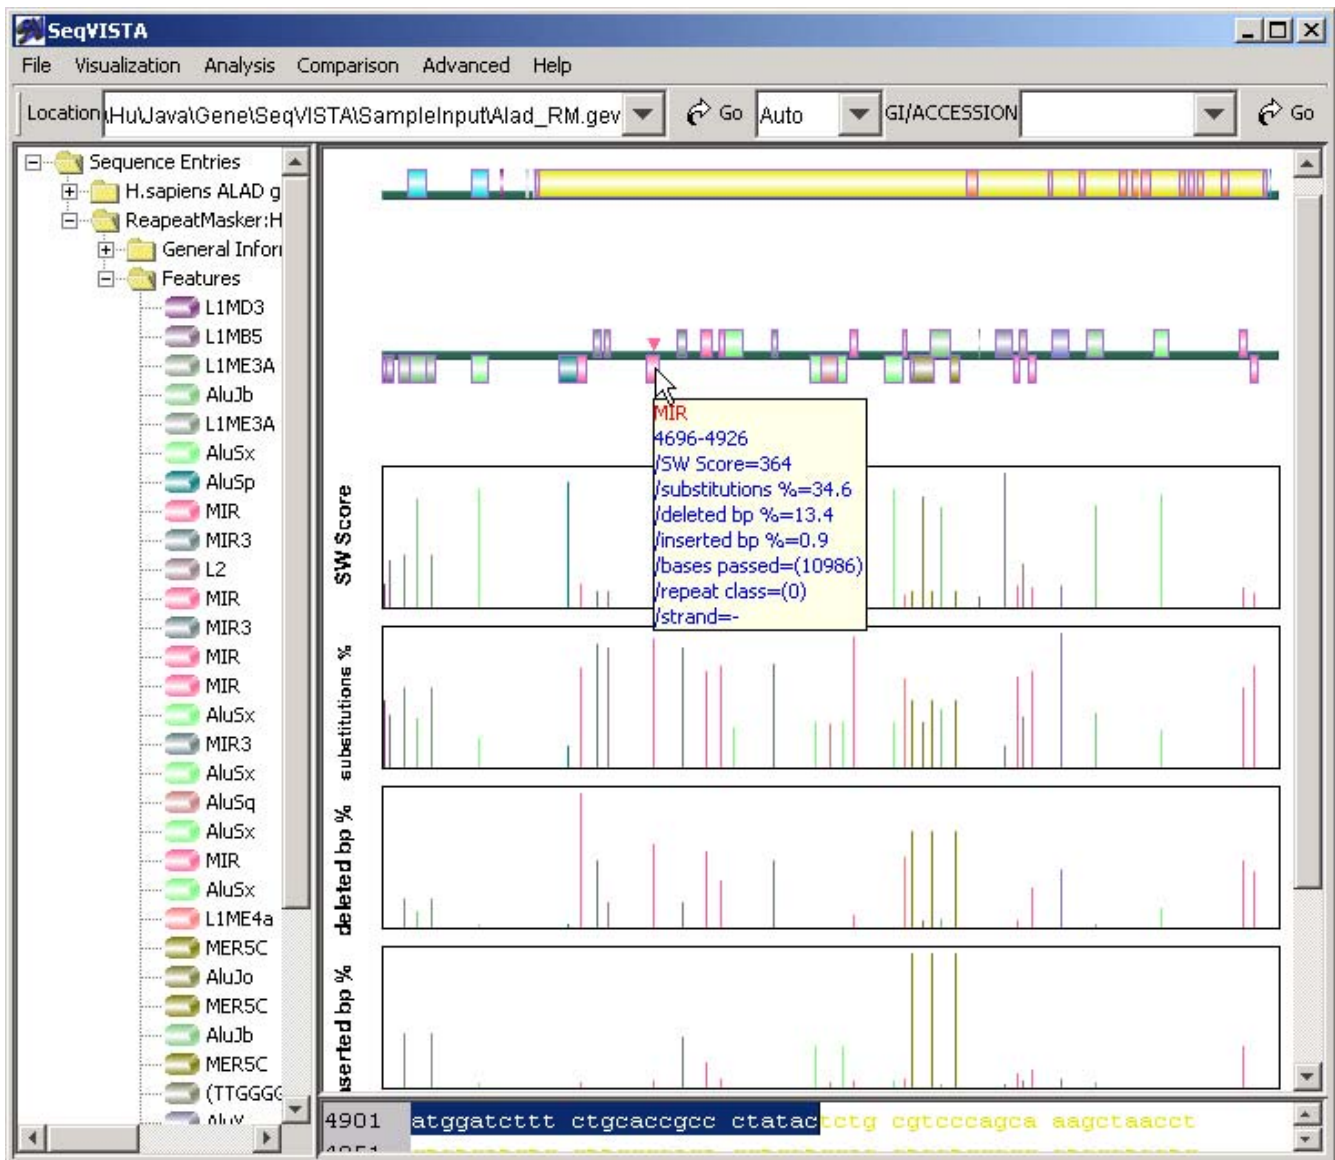 SeqVISTA
File Visualization Analysis Comparison Advanced Help
Location \Hu\Java\Gene\SeqVISTA\SampleInput\Alad_RM.gev Go Auto GI/ACCESSION Go
Sequence Entries
H.sapiens ALAD g
ReapeatMasker:H
General Infor
Features
L1MD3
L1MB5
L1ME3A
AluJb
L1ME3A
AluSx
AluSp
MIR
MIR3
L2
MIR
MIR3
MIR
MIR
AluSx
MIR3
AluSx
AluSq
AluSx
MIR
AluSx
L1ME4a
MER5C
AluJo
MER5C
AluJb
MER5C
(TTGGGG
AluY
MIR
4696-4926
/SW Score=364
/substitutions %=34.6
/deleted bp %=13.4
/inserted bp %=0.9
/bases passed=(10986)
/repeat class=(0)
/strand=-
SW Score
substitutions %
deleted bp %
nserted bp %
4901 atggatcttt ctgcaccgcc ctatactctg cgtcccagca aagctaacct